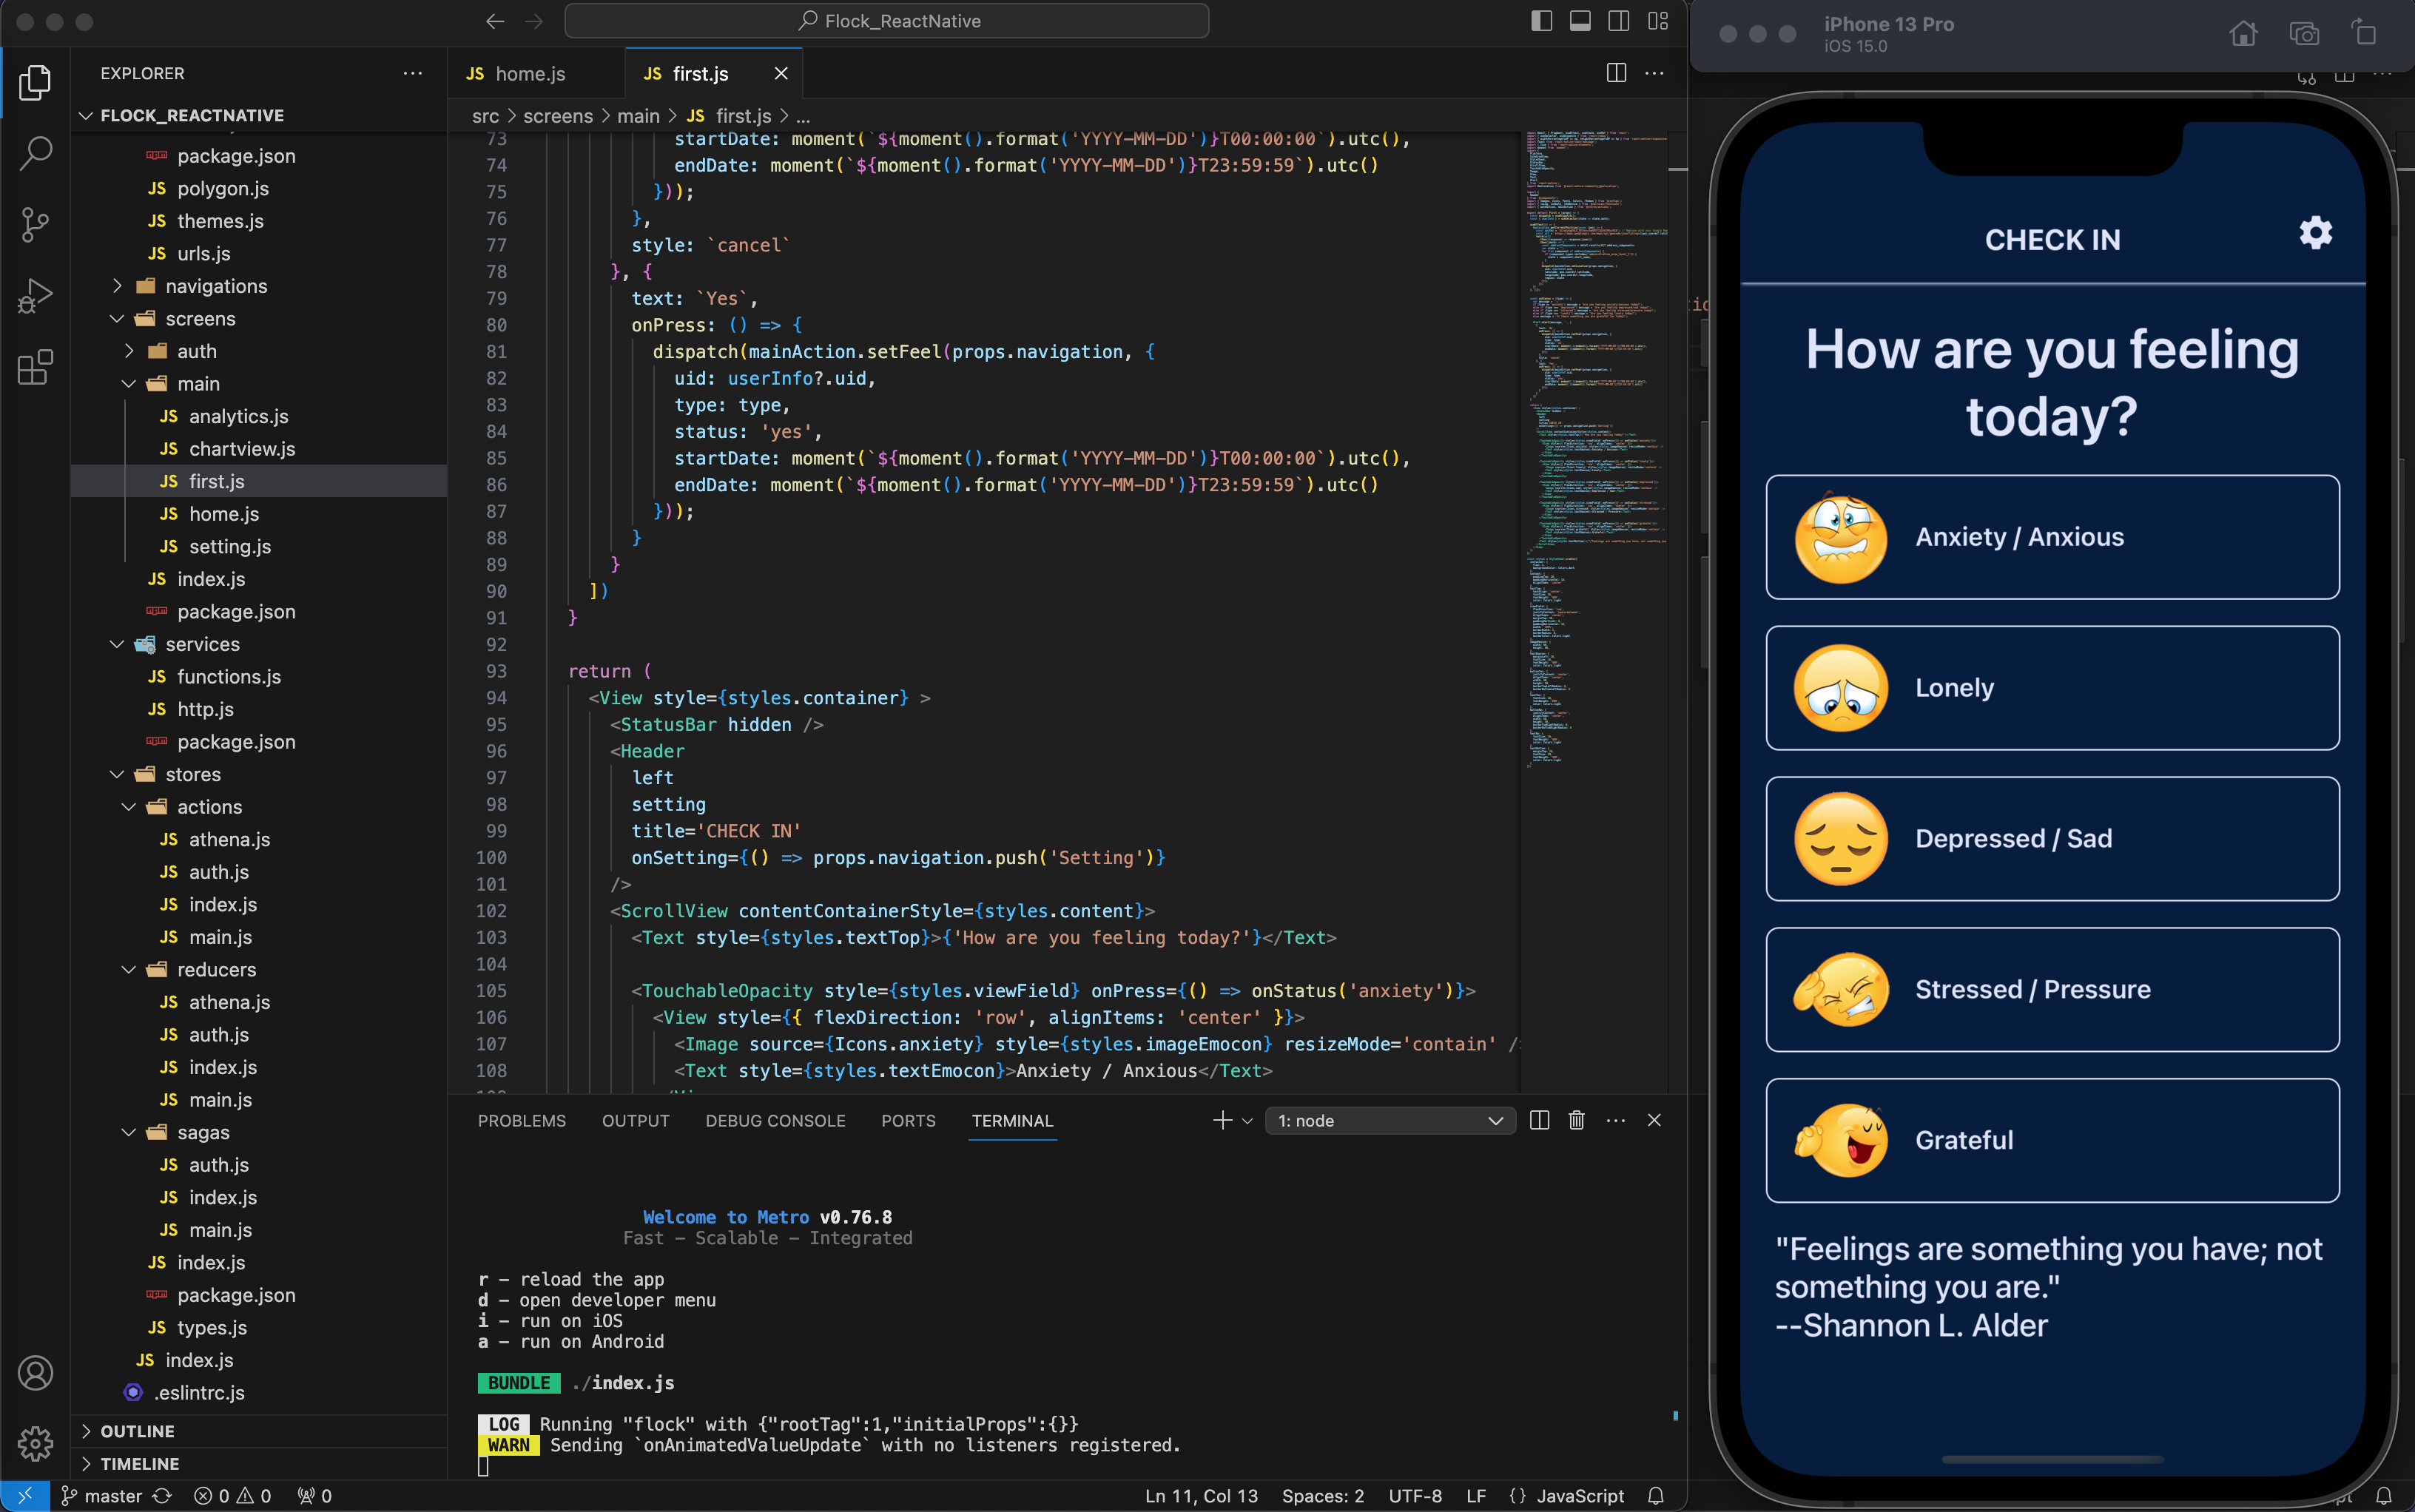 Flock_ReactNative
EXPLORER
FLOCK_REACTNATIVE
package.json
JS polygon.js
JS themes.js
JS urls.js
navigations
screens
auth
main
JS analytics.js
JS chartview.js
JS first.js
JS home.js
JS setting.js
JS index.js
package.json
services
JS functions.js
JS http.js
package.json
stores
actions
JS athena.js
JS auth.js
JS index.js
JS main.js
reducers
JS athena.js
JS auth.js
JS index.js
JS main.js
sagas
JS auth.js
JS index.js
JS main.js
JS index.js
package.json
JS types.js
JS index.js
.eslintrc.js
OUTLINE
TIMELINE
JS home.js
JS first.js
src > screens > main > JS first.js > ...
73 startDate: moment(`${moment().format('YYYY-MM-DD')}T00:00:00`).utc(),
74 endDate: moment(`${moment().format('YYYY-MM-DD')}T23:59:59`).utc()
75 }));
76 },
77 style: `cancel`
78 }, {
79 text: `Yes`,
80 onPress: () => {
81 dispatch(mainAction.setFeel(props.navigation, {
82 uid: userInfo?.uid,
83 type: type,
84 status: 'yes',
85 startDate: moment(`${moment().format('YYYY-MM-DD')}T00:00:00`).utc(),
86 endDate: moment(`${moment().format('YYYY-MM-DD')}T23:59:59`).utc()
87 }));
88 }
89 }
90 ])
91 }
92
93 return (
94 <View style={styles.container} >
95 <StatusBar hidden />
96 <Header
97 left
98 setting
99 title='CHECK IN'
100 onSetting={() => props.navigation.push('Setting')}
101 />
102 <ScrollView contentContainerStyle={styles.content}>
103 <Text style={styles.textTop}>{'How are you feeling today?'}</Text>
104
105 <TouchableOpacity style={styles.viewField} onPress={() => onStatus('anxiety')}>
106 <View style={{ flexDirection: 'row', alignItems: 'center' }}>
107 <Image source={Icons.anxiety} style={styles.imageEmocon} resizeMode='contain' />
108 <Text style={styles.textEmocon}>Anxiety / Anxious</Text>
PROBLEMS OUTPUT DEBUG CONSOLE PORTS TERMINAL
1: node
Welcome to Metro v0.76.8
Fast - Scalable - Integrated
r - reload the app
d - open developer menu
i - run on iOS
a - run on Android
BUNDLE ./index.js
LOG Running "flock" with {"rootTag":1,"initialProps":{}}
WARN Sending `onAnimatedValueUpdate` with no listeners registered.
master 0 0 0
Ln 11, Col 13 Spaces: 2 UTF-8 LF {} JavaScript
iPhone 13 Pro
iOS 15.0
CHECK IN
How are you feeling
today?
Anxiety / Anxious
Lonely
Depressed / Sad
Stressed / Pressure
Grateful
"Feelings are something you have; not
something you are."
--Shannon L. Alder